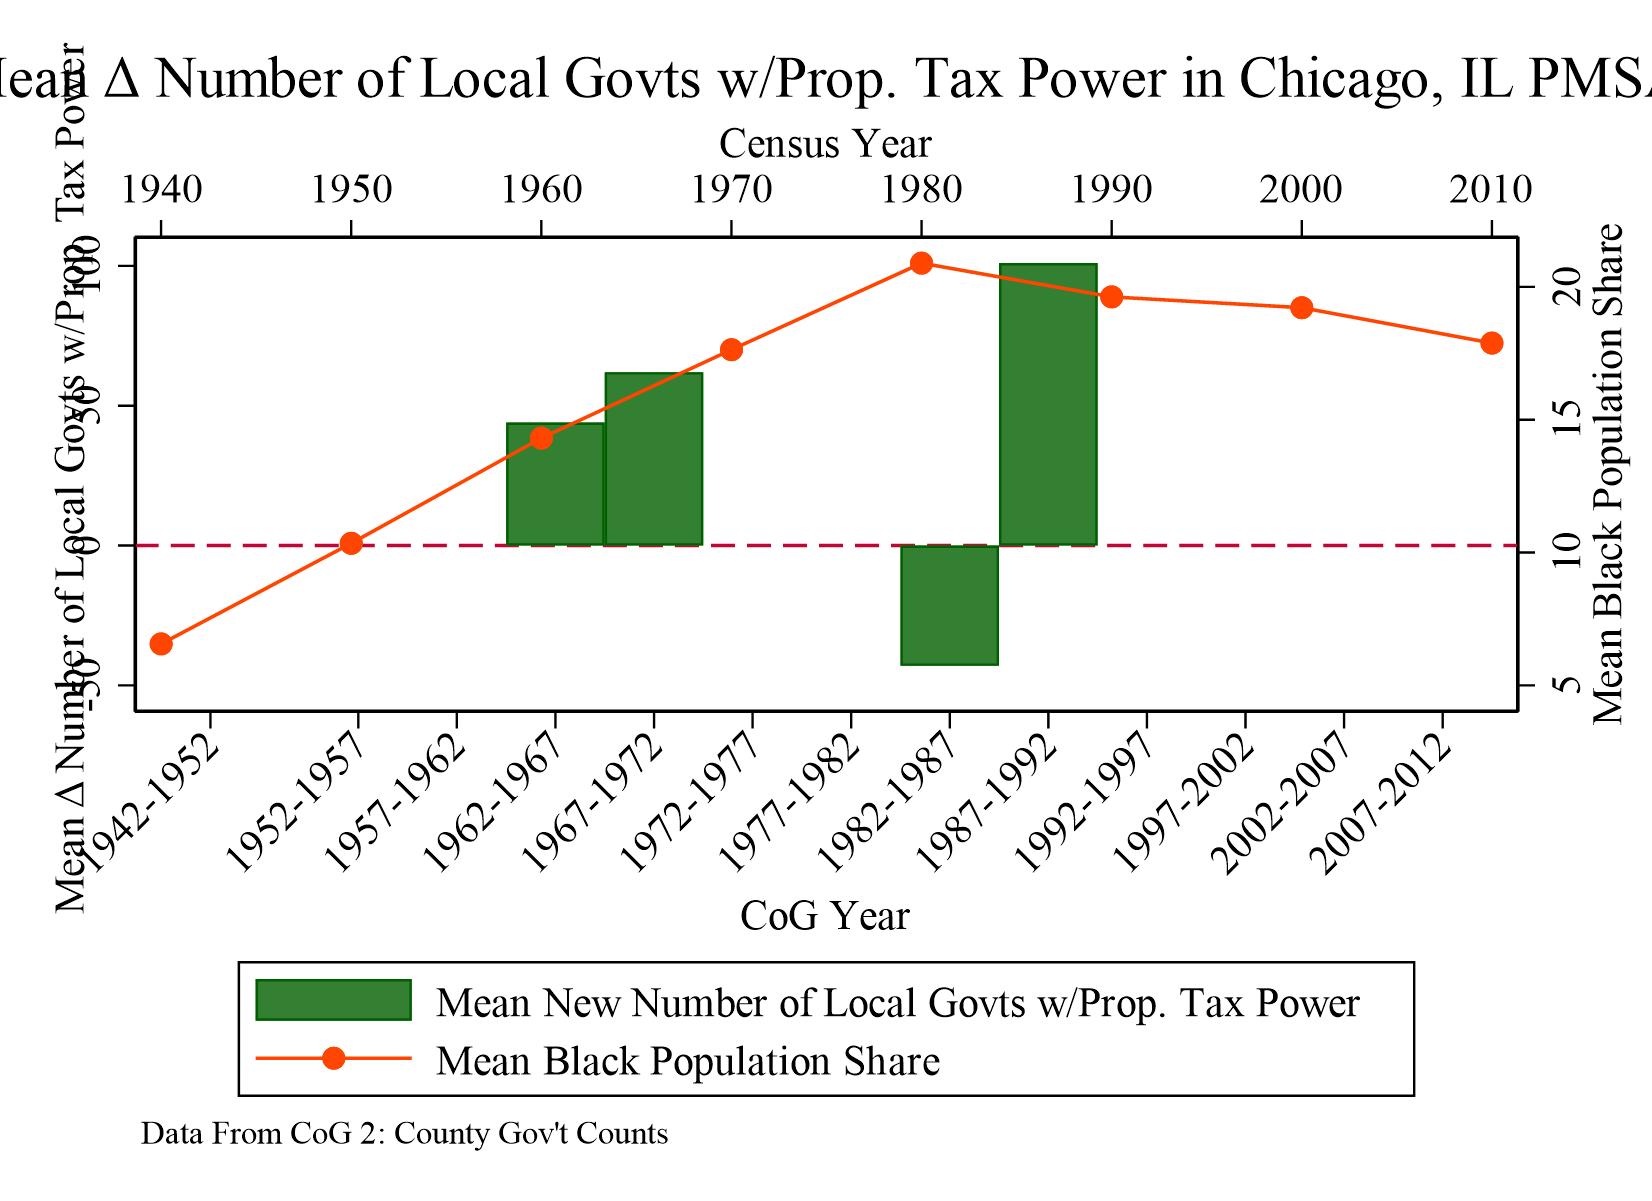 Mean Δ Number of Local Govts w/Prop. Tax Power in Chicago, IL PMSA
Census Year
1940 1950 1960 1970 1980 1990 2000 2010
Mean Δ Number of Local Govts w/Prop. Tax Power
100
50
0
-50
20
15
10
5
Mean Black Population Share
1942-1952 1952-1957 1957-1962 1962-1967 1967-1972 1972-1977 1977-1982 1982-1987 1987-1992 1992-1997 1997-2002 2002-2007 2007-2012
CoG Year
Mean New Number of Local Govts w/Prop. Tax Power
Mean Black Population Share
Data From CoG 2: County Gov't Counts